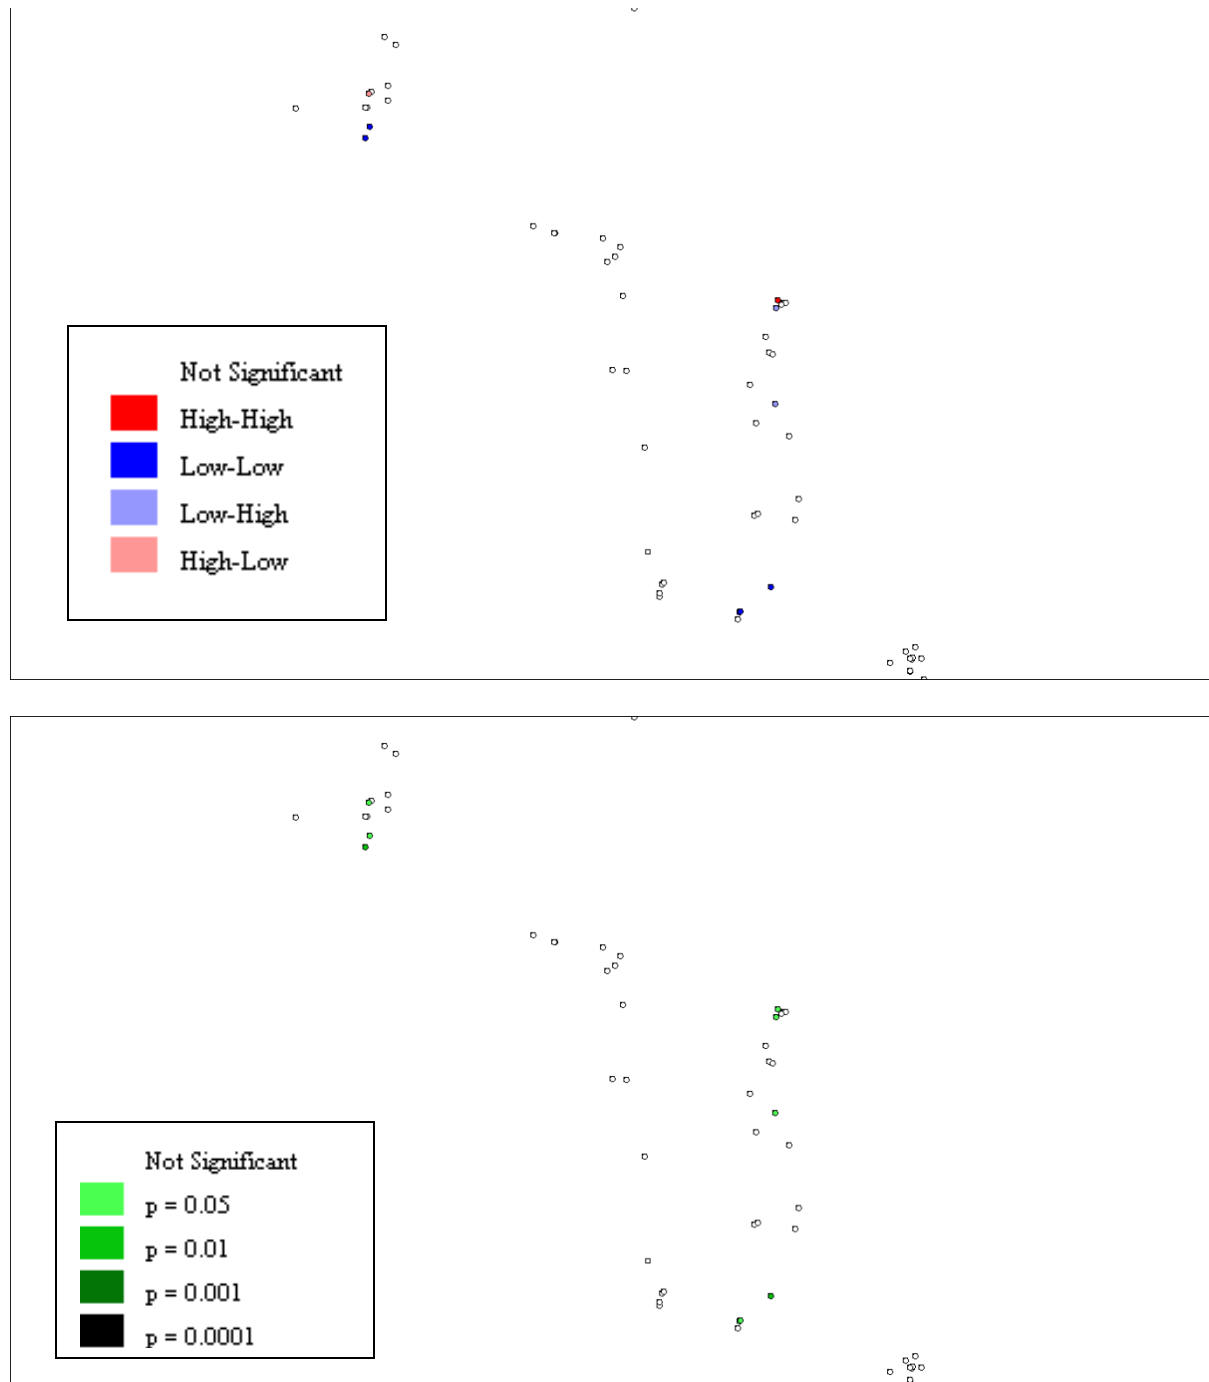 Not Significant
High-High
Low-Low
Low-High
High-Low
Not Significant
p = 0.05
p = 0.01
p = 0.001
p = 0.0001